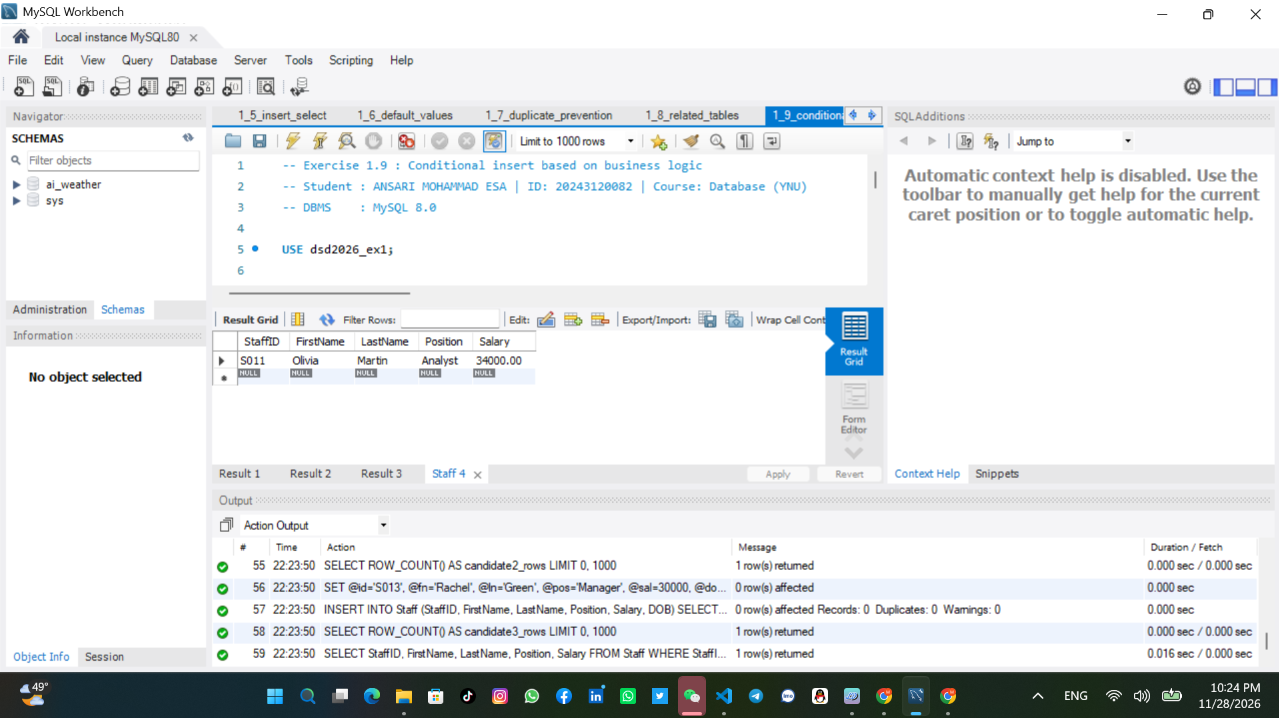 MySQL Workbench
Local instance MySQL80
File Edit View Query Database Server Tools Scripting Help
Navigator
SCHEMAS
Filter objects
ai_weather
sys
Administration Schemas
Information
No object selected
Object Info Session
1_5_insert_select 1_6_default_values 1_7_duplicate_prevention 1_8_related_tables 1_9_condition
Limit to 1000 rows
1 -- Exercise 1.9 : Conditional insert based on business logic
2 -- Student : ANSARI MOHAMMAD ESA | ID: 20243120082 | Course: Database (YNU)
3 -- DBMS : MySQL 8.0
4
5 USE dsd2026_ex1;
6
Result Grid Filter Rows: Edit: Export/Import: Wrap Cell Cont
StaffID FirstName LastName Position Salary
S011 Olivia Martin Analyst 34000.00
NULL NULL NULL NULL NULL
Result Grid
Form Editor
Result 1 Result 2 Result 3 Staff 4 Apply Revert
SQLAdditions
Jump to
Automatic context help is disabled. Use the
toolbar to manually get help for the current
caret position or to toggle automatic help.
Context Help Snippets
Output
Action Output
# Time Action Message Duration / Fetch
55 22:23:50 SELECT ROW_COUNT() AS candidate2_rows LIMIT 0, 1000 1 row(s) returned 0.000 sec / 0.000 sec
56 22:23:50 SET @id='S013', @fn='Rachel', @ln='Green', @pos='Manager', @sal=30000, @do... 0 row(s) affected 0.000 sec
57 22:23:50 INSERT INTO Staff (StaffID, FirstName, LastName, Position, Salary, DOB) SELECT... 0 row(s) affected Records: 0 Duplicates: 0 Warnings: 0 0.000 sec
58 22:23:50 SELECT ROW_COUNT() AS candidate3_rows LIMIT 0, 1000 1 row(s) returned 0.000 sec / 0.000 sec
59 22:23:50 SELECT StaffID, FirstName, LastName, Position, Salary FROM Staff WHERE StaffI... 1 row(s) returned 0.016 sec / 0.000 sec
49°
ENG
10:24 PM
11/28/2026